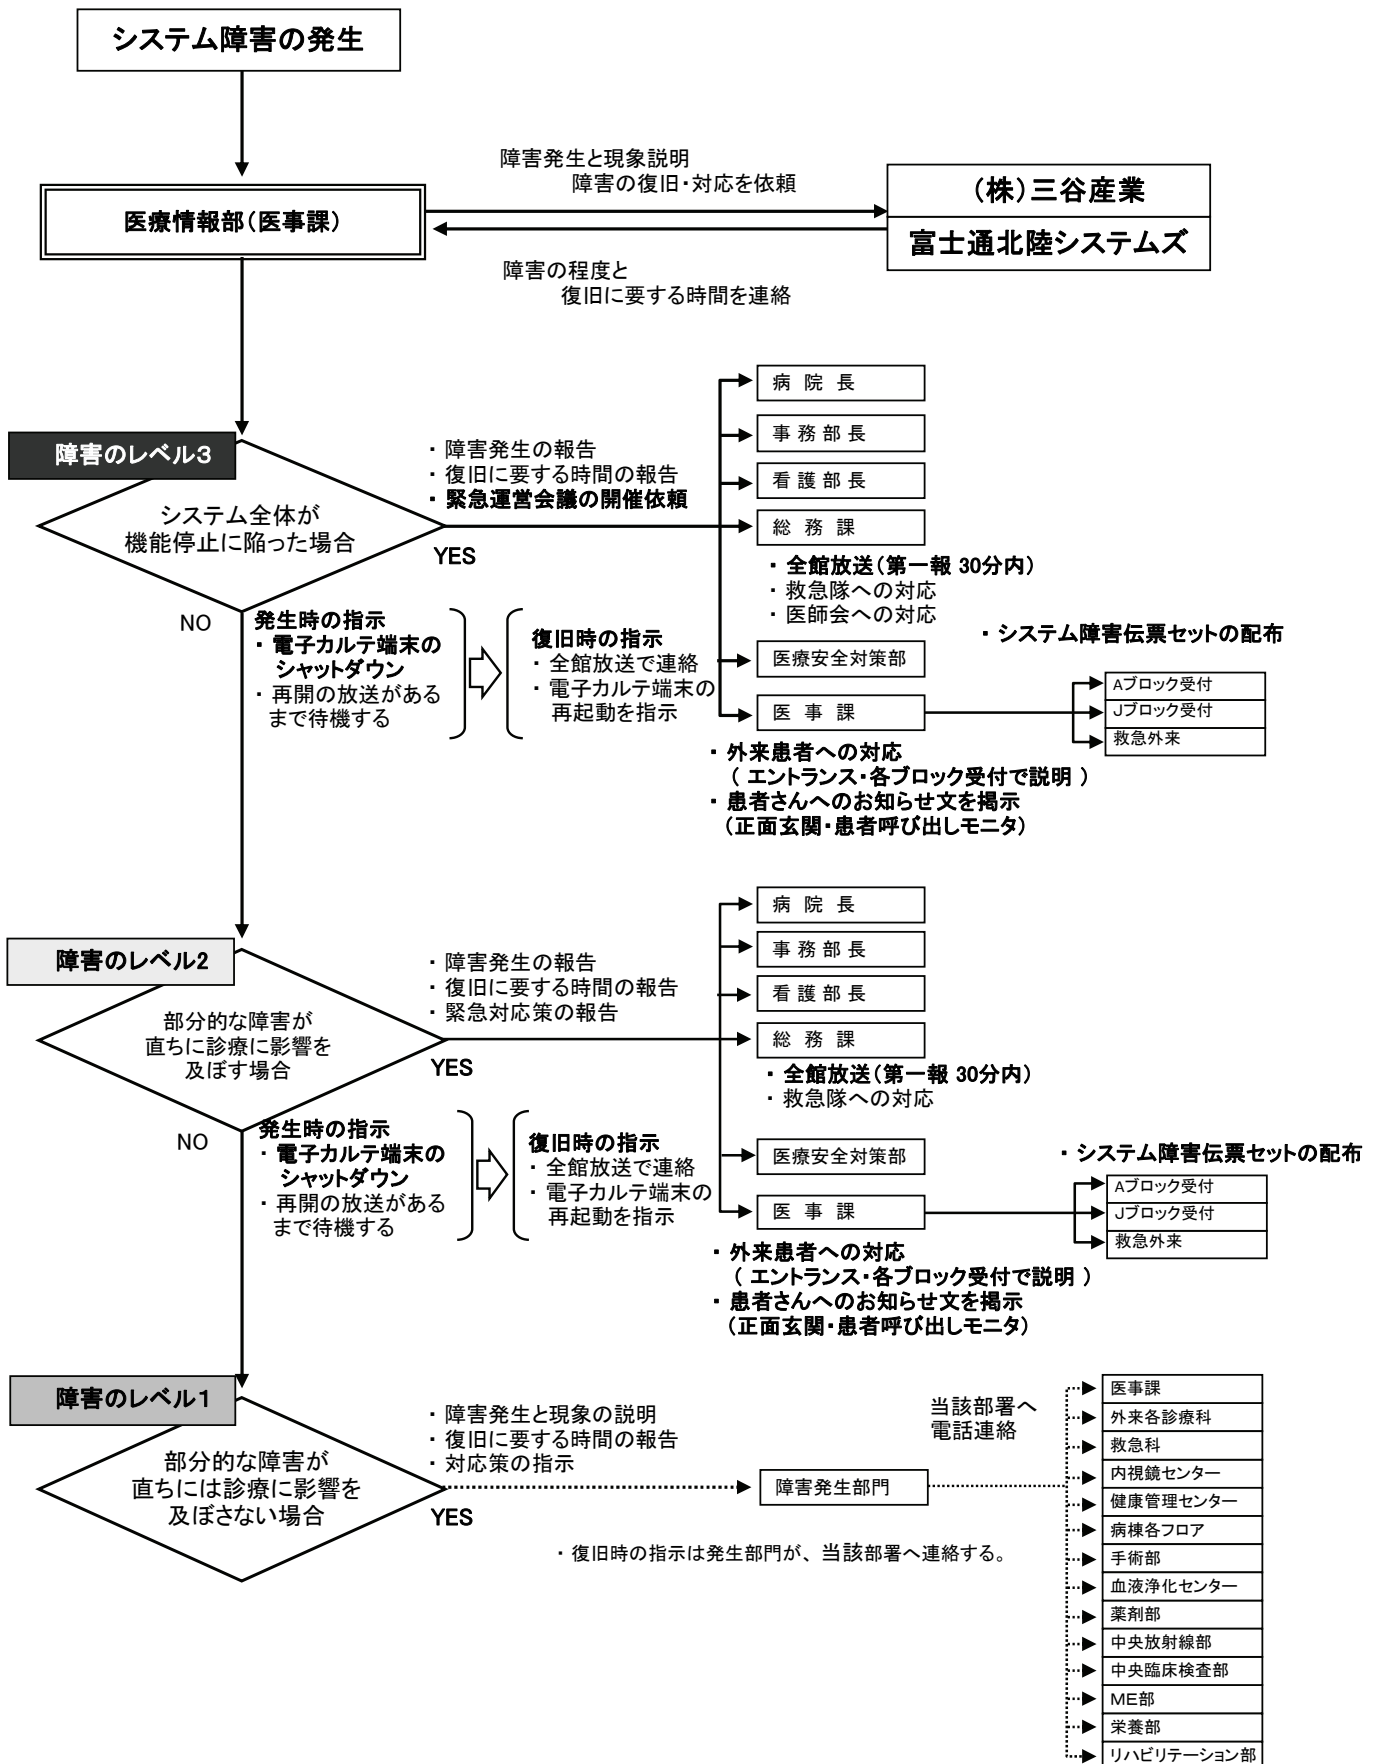 システム障害の発生
障害発生と現象説明
障害の復旧・対応を依頼
医療情報部(医事課)
(株)三谷産業
富士通北陸システムズ
障害の程度と
復旧に要する時間を連絡
障害のレベル3
システム全体が
機能停止に陥った場合
・障害発生の報告
・復旧に要する時間の報告
・緊急運営会議の開催依頼
YES
NO
病 院 長
事 務 部 長
看 護 部 長
総 務 課
・全館放送(第一報 30分内)
・救急隊への対応
・医師会への対応
発生時の指示
・電子カルテ端末の
シャットダウン
・再開の放送がある
まで待機する
復旧時の指示
・全館放送で連絡
・電子カルテ端末の
再起動を指示
医療安全対策部
医 事 課
・システム障害伝票セットの配布
Aブロック受付
Jブロック受付
救急外来
・外来患者への対応
( エントランス・各ブロック受付で説明 )
・患者さんへのお知らせ文を掲示
(正面玄関・患者呼び出しモニタ)
障害のレベル2
部分的な障害が
直ちに診療に影響を
及ぼす場合
・障害発生の報告
・復旧に要する時間の報告
・緊急対応策の報告
YES
NO
病 院 長
事 務 部 長
看 護 部 長
総 務 課
・全館放送(第一報 30分内)
・救急隊への対応
発生時の指示
・電子カルテ端末の
シャットダウン
・再開の放送がある
まで待機する
復旧時の指示
・全館放送で連絡
・電子カルテ端末の
再起動を指示
医療安全対策部
医 事 課
・システム障害伝票セットの配布
Aブロック受付
Jブロック受付
救急外来
・外来患者への対応
( エントランス・各ブロック受付で説明 )
・患者さんへのお知らせ文を掲示
(正面玄関・患者呼び出しモニタ)
障害のレベル1
部分的な障害が
直ちには診療に影響を
及ぼさない場合
・障害発生と現象の説明
・復旧に要する時間の報告
・対応策の指示
YES
障害発生部門
当該部署へ
電話連絡
・復旧時の指示は発生部門が、当該部署へ連絡する。
医事課
外来各診療科
救急科
内視鏡センター
健康管理センター
病棟各フロア
手術部
血液浄化センター
薬剤部
中央放射線部
中央臨床検査部
ME部
栄養部
リハビリテーション部